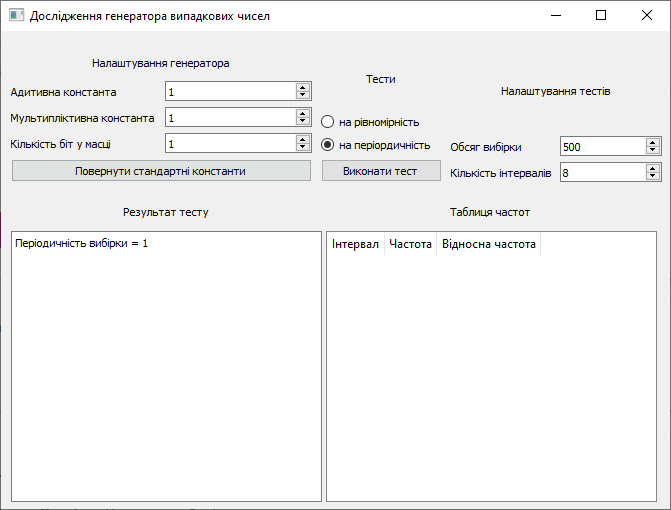 Дослідження генератора випадкових чисел
Налаштування генератора
Адитивна константа 1
Мультипліктивна константа 1
Кількість біт у масці 1
Повернути стандартні константи
Тести
на рівномірність
на періордичність
Виконати тест
Налаштування тестів
Обсяг вибірки 500
Кількість інтервалів 8
Результат тесту
Періодичність вибірки = 1
Таблиця частот
Інтервал Частота Відносна частота